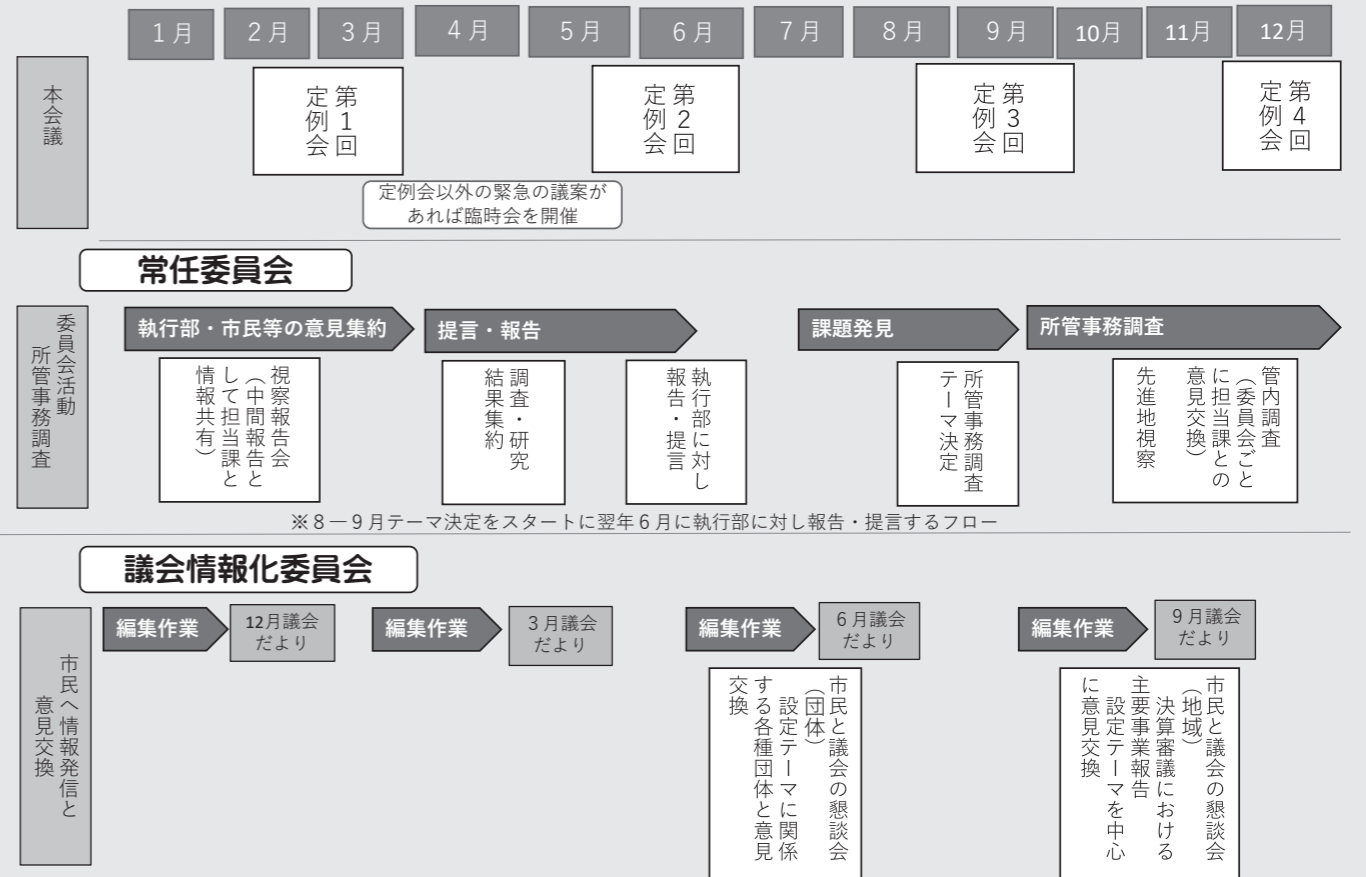 1月
2月
3月
4月
5月
6月
7月
8月
9月
10月
11月
12月
本会議
第1回
定例会
第2回
定例会
第3回
定例会
第4回
定例会
定例会以外の緊急の議案が
あれば臨時会を開催
常任委員会
委員会活動
所管事務調査
執行部・市民等の意見集約
提言・報告
課題発見
所管事務調査
視察報告会
（中間報告と
して担当課と
情報共有）
調査・研究
結果集約
執行部に対し
報告・提言
所管事務調査
テーマ決定
管内調査
（委員会ごと
に担当課との
意見交換）
先進地視察
※８－９月テーマ決定をスタートに翌年６月に執行部に対し報告・提言するフロー
議会情報化委員会
市民へ情報発信と
意見交換
編集作業
12月議会
だより
編集作業
３月議会
だより
編集作業
６月議会
だより
編集作業
９月議会
だより
市民と議会の懇談会
（団体）
設定テーマに関係
する各種団体と意見
交換
市民と議会の懇談会
（地域）
決算審議における
主要事業報告
設定テーマを中心
に意見交換